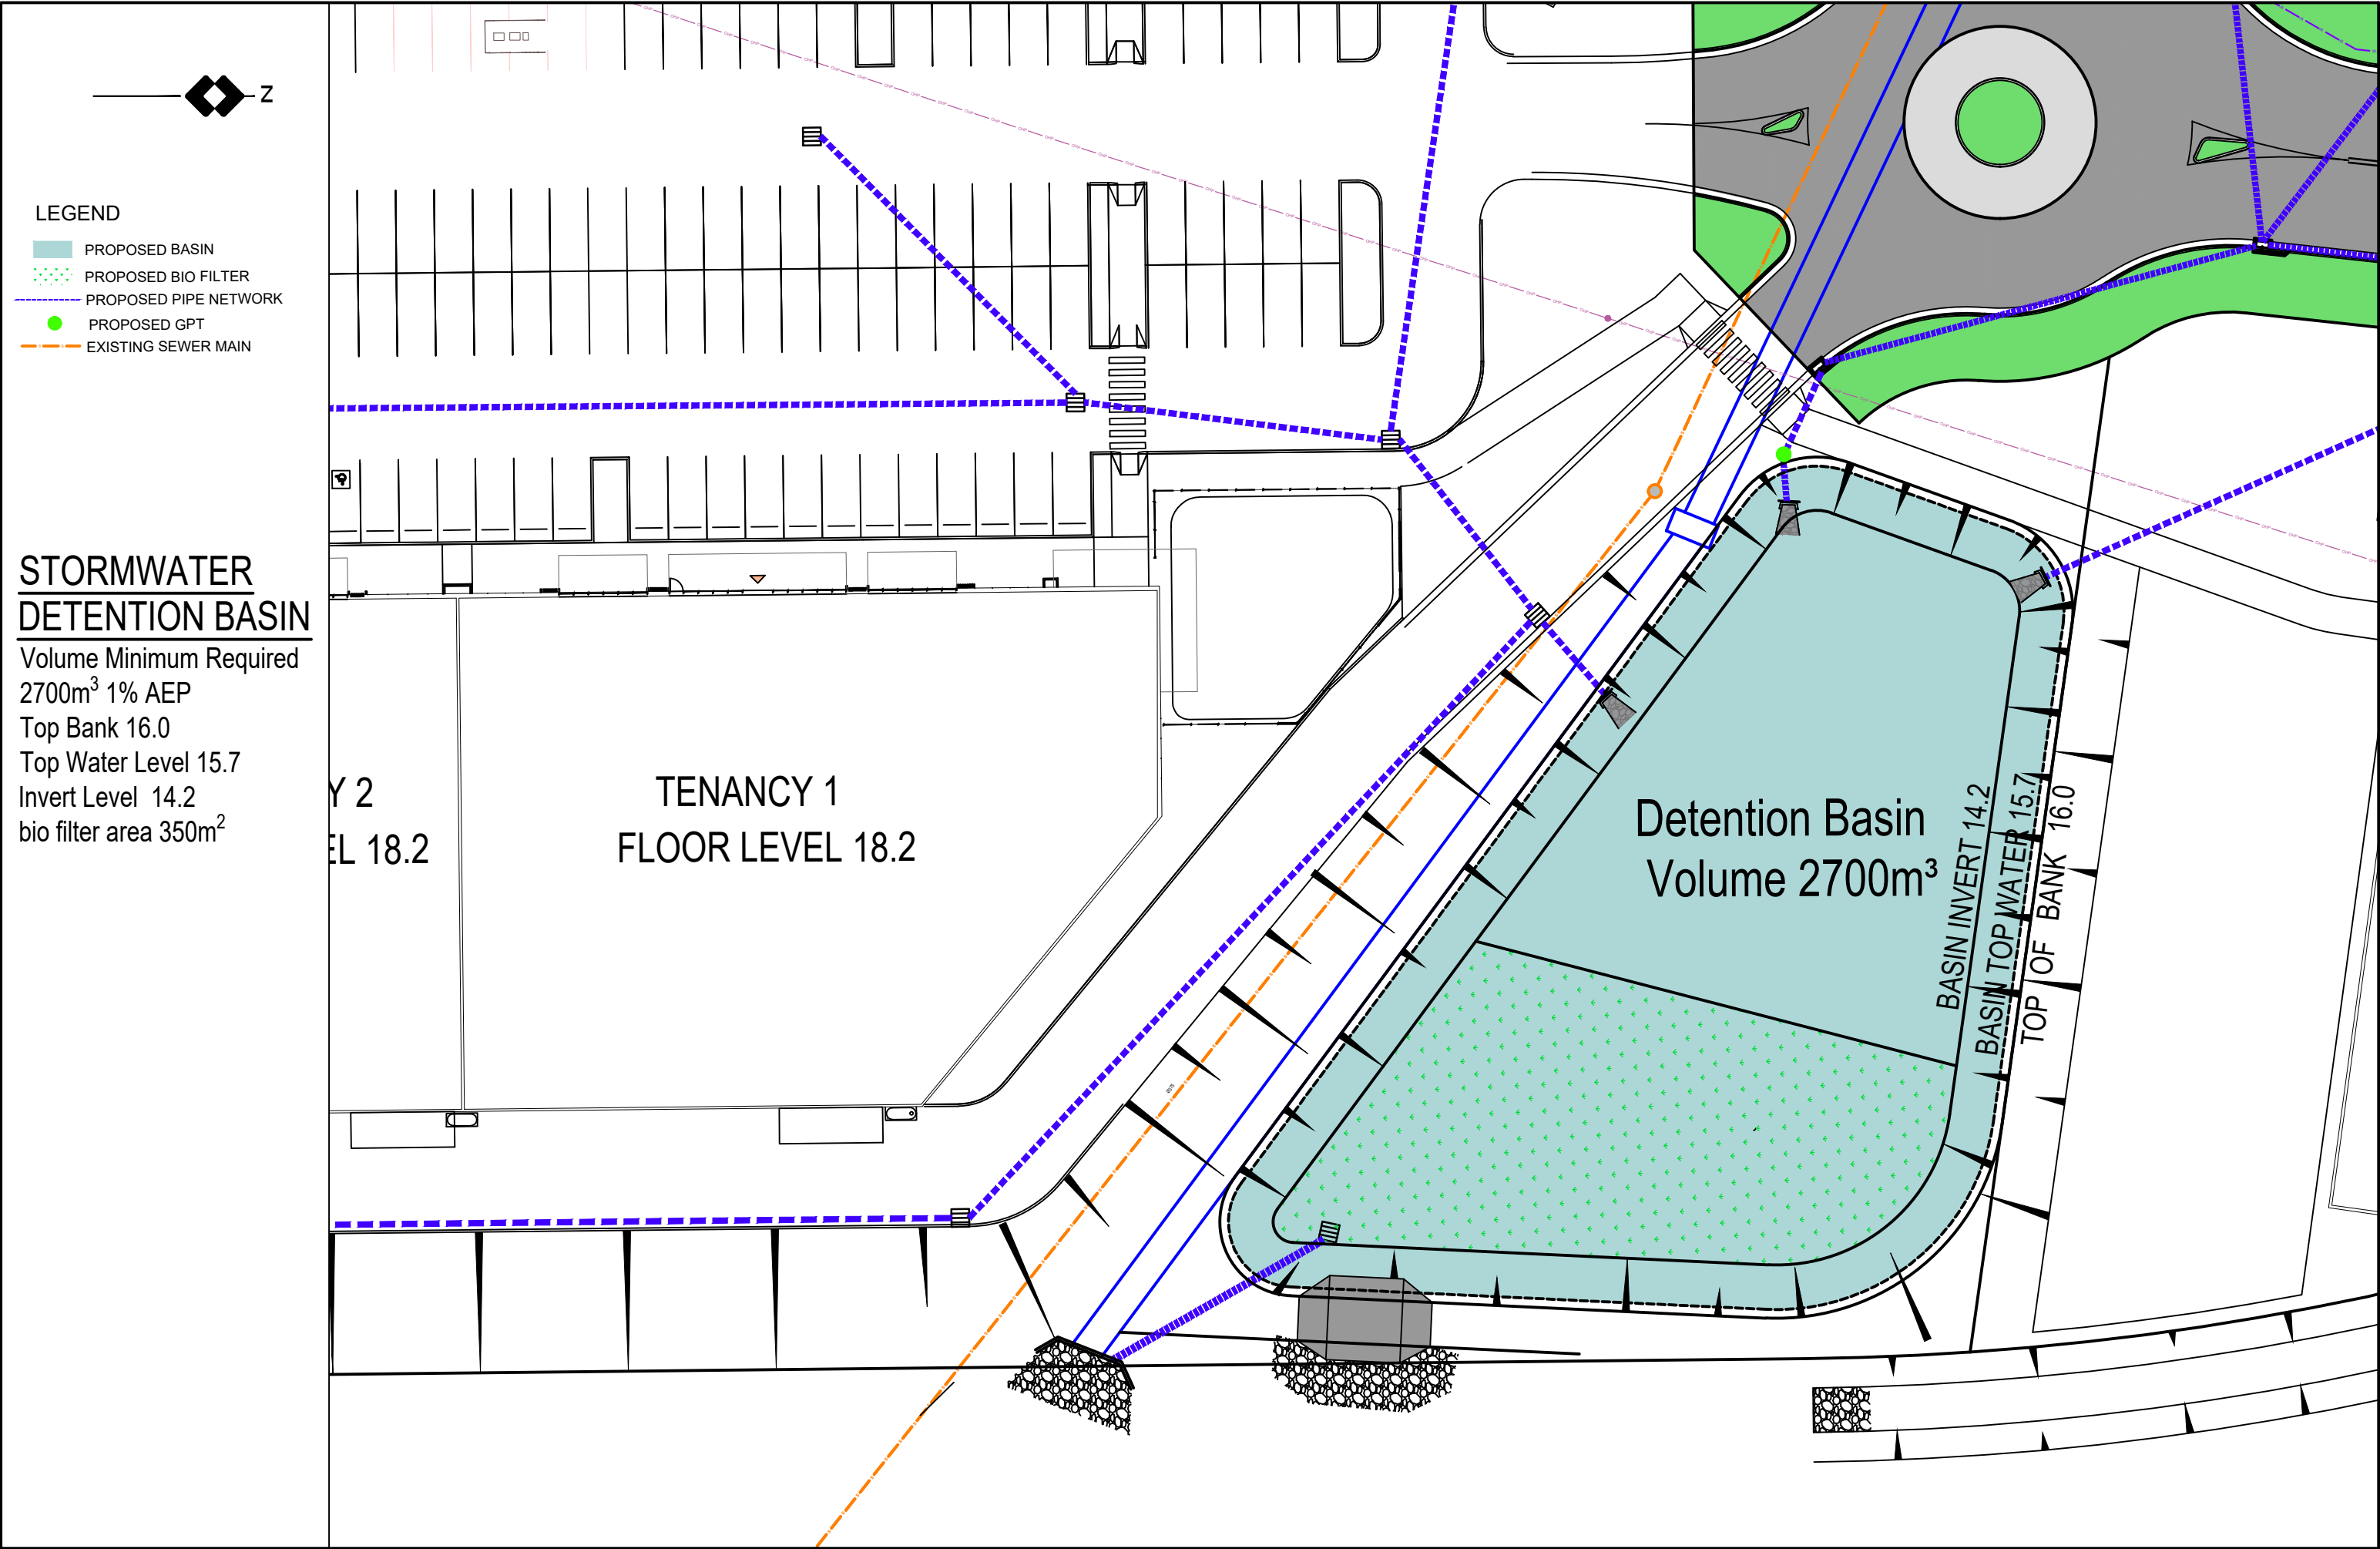 Z
LEGEND
PROPOSED BASIN
PROPOSED BIO FILTER
PROPOSED PIPE NETWORK
PROPOSED GPT
EXISTING SEWER MAIN
STORMWATER
DETENTION BASIN
Volume Minimum Required
2700m³ 1% AEP
Top Bank 16.0
Top Water Level 15.7
Invert Level 14.2
bio filter area 350m²
Y 2
EL 18.2
TENANCY 1
FLOOR LEVEL 18.2
Detention Basin
Volume 2700m³
BASIN INVERT 14.2
BASIN TOP WATER 15.7
TOP OF BANK 16.0